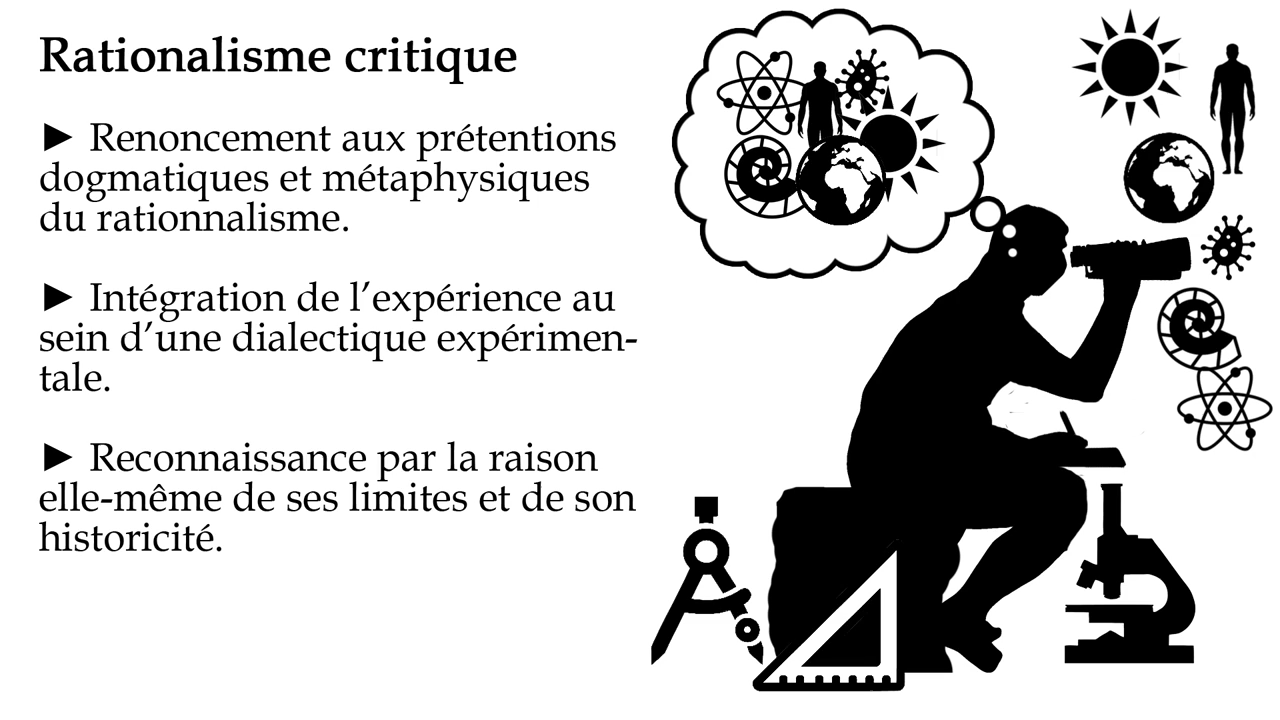 Rationalisme critique
► Renoncement aux prétentions
dogmatiques et métaphysiques
du rationnalisme.
► Intégration de l’expérience au
sein d’une dialectique expérimen-
tale.
► Reconnaissance par la raison
elle-même de ses limites et de son
historicité.